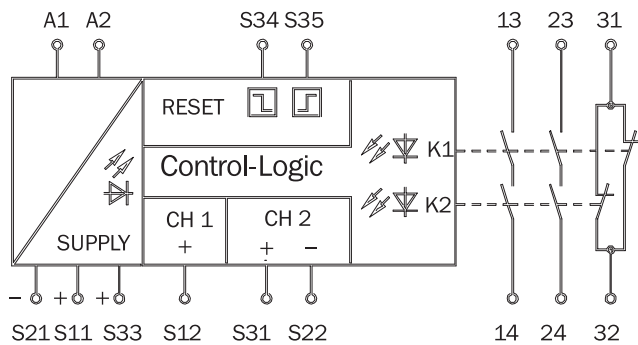 A1 A2 S34 S35 13 23 31
RESET
K1
Control-Logic
K2
CH 1 CH 2
SUPPLY + + −
− + +
S21 S11 S33 S12 S31 S22 14 24 32